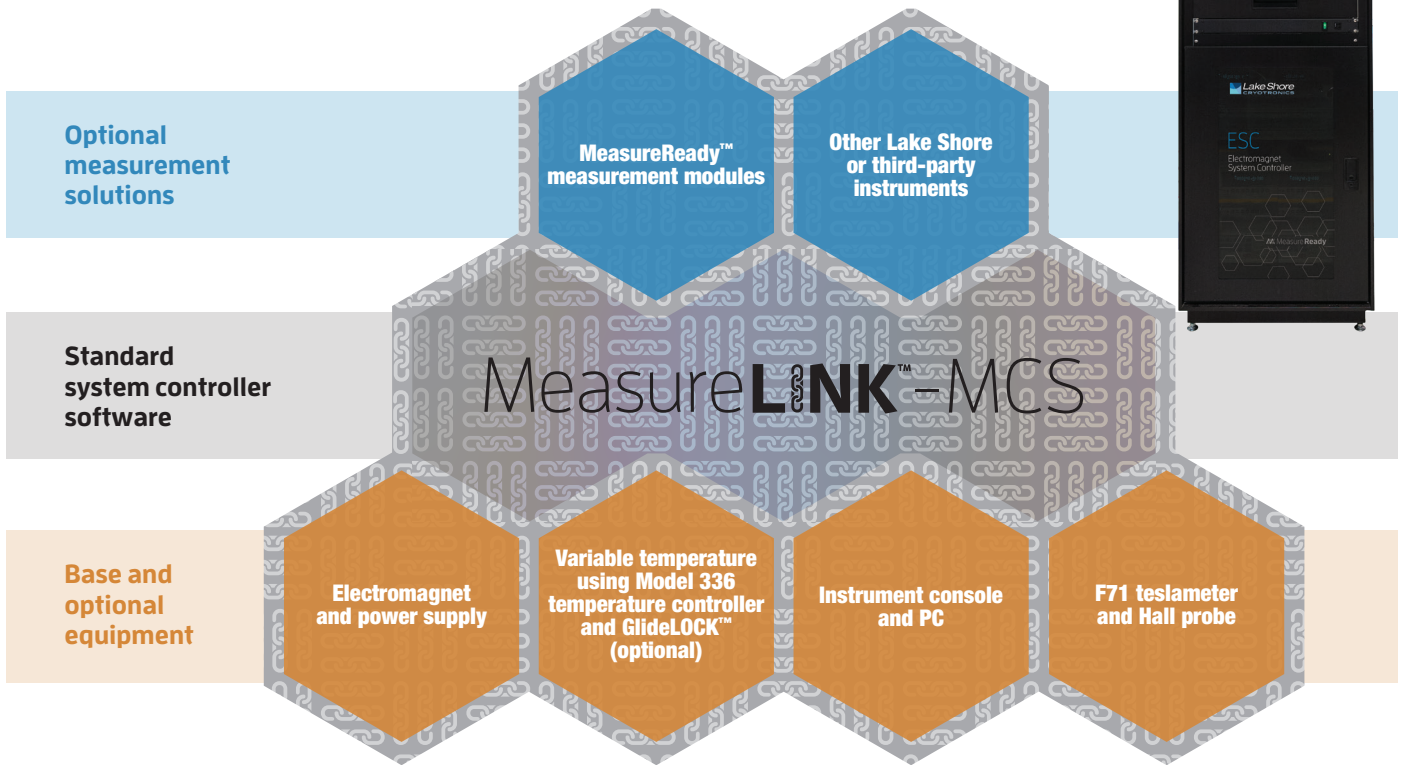 Optional
measurement
solutions
MeasureReady™
measurement modules
Other Lake Shore
or third-party
instruments
Lake Shore
CRYOTRONICS
ESC
Electromagnet
System Controller
MeasureReady
Standard
system controller
software
MeasureLINK™-MCS
Base and
optional
equipment
Electromagnet
and power supply
Variable temperature
using Model 336
temperature controller
and GlideLOCK™
(optional)
Instrument console
and PC
F71 teslameter
and Hall probe